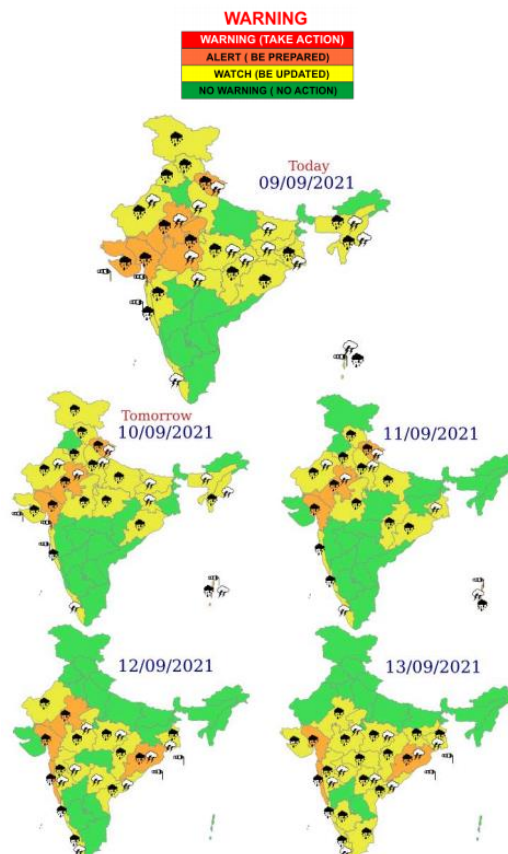 WARNING
WARNING (TAKE ACTION)
ALERT ( BE PREPARED)
WATCH (BE UPDATED)
NO WARNING ( NO ACTION)
Today
09/09/2021
Tomorrow
10/09/2021
11/09/2021
12/09/2021
13/09/2021